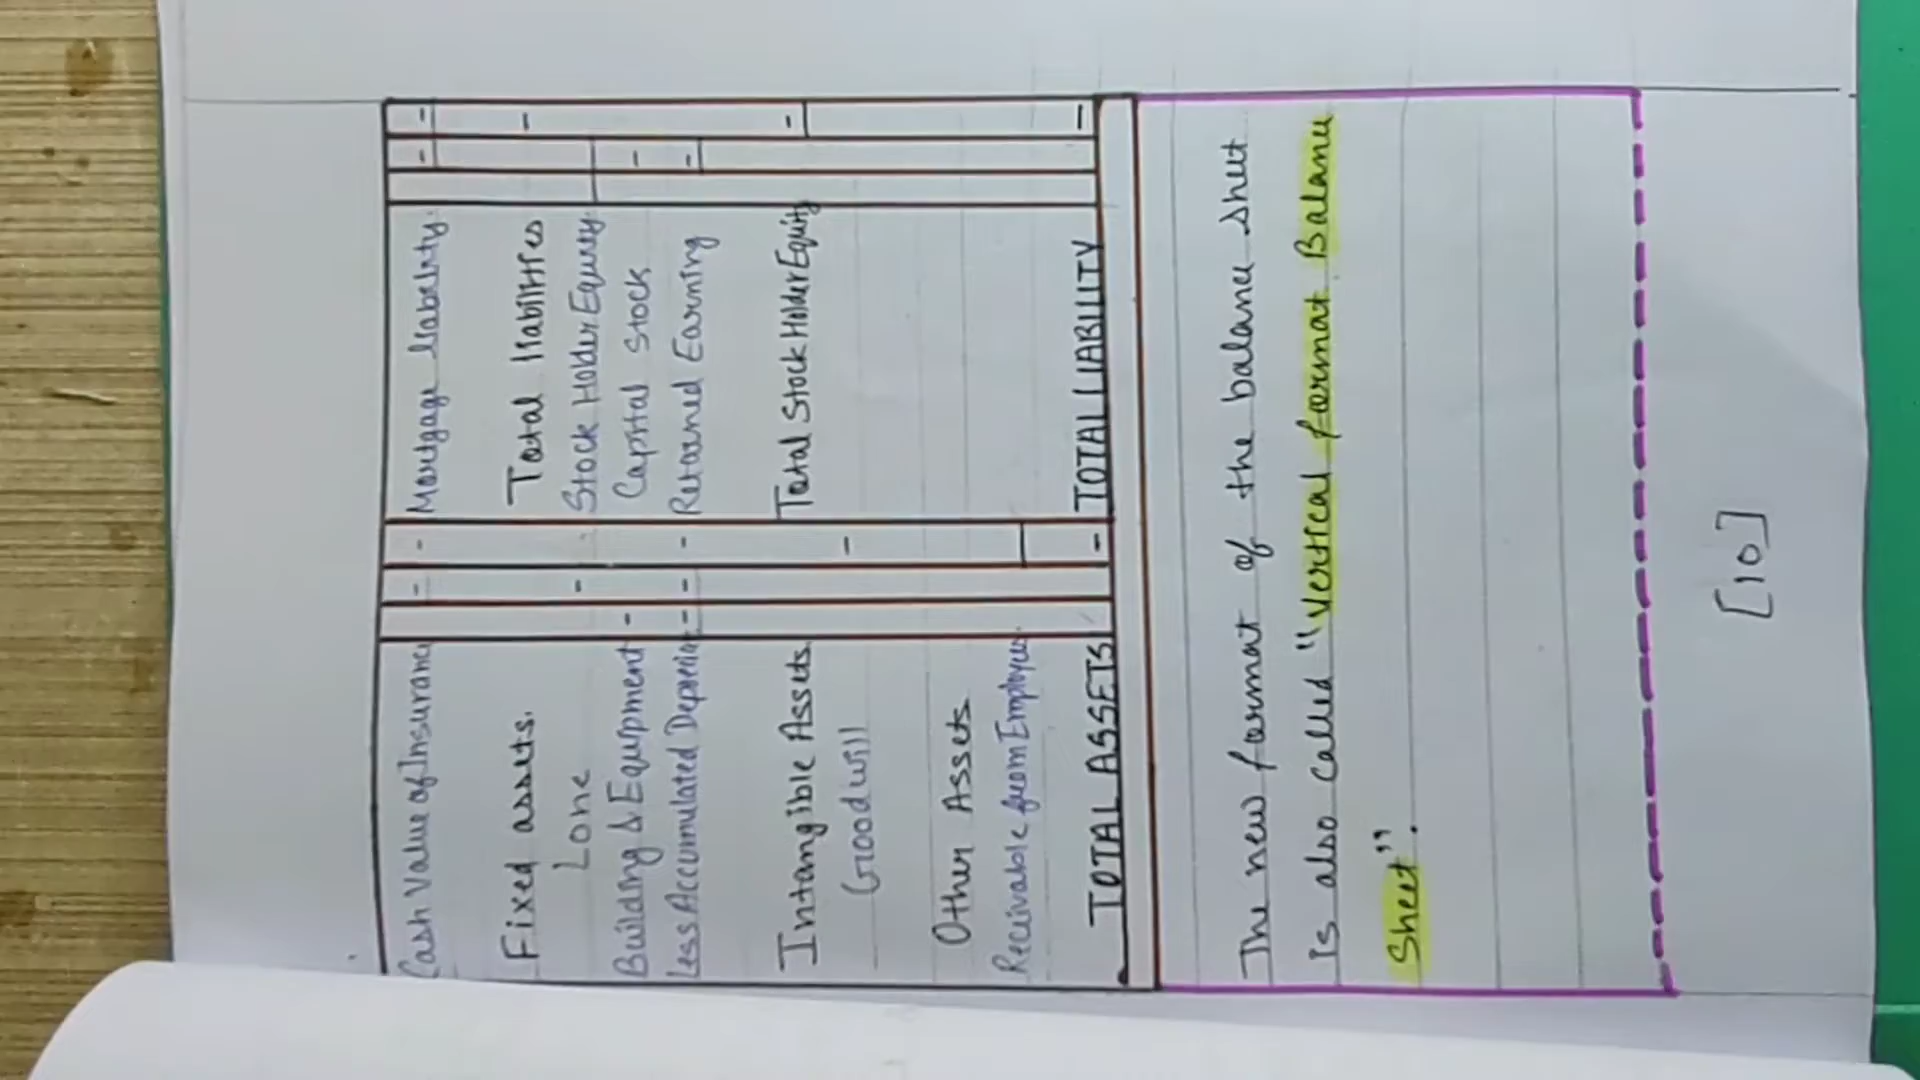 Cash Value of Insurance
Fixed assets.
Lone
Building & Equipment
Less Accumulated Depreciat
Intangible Assets
Goodwill
Other Assets
Receivable from Employees
TOTAL ASSETS
Mortgage liability
Total liabilities
Stock Holder Equity
Capital stock
Retained Earning
Total Stock Holder Equity
TOTAL LIABILITY
The new format of the balance sheet
is also called "Vertical format Balance
Sheet".
[10]